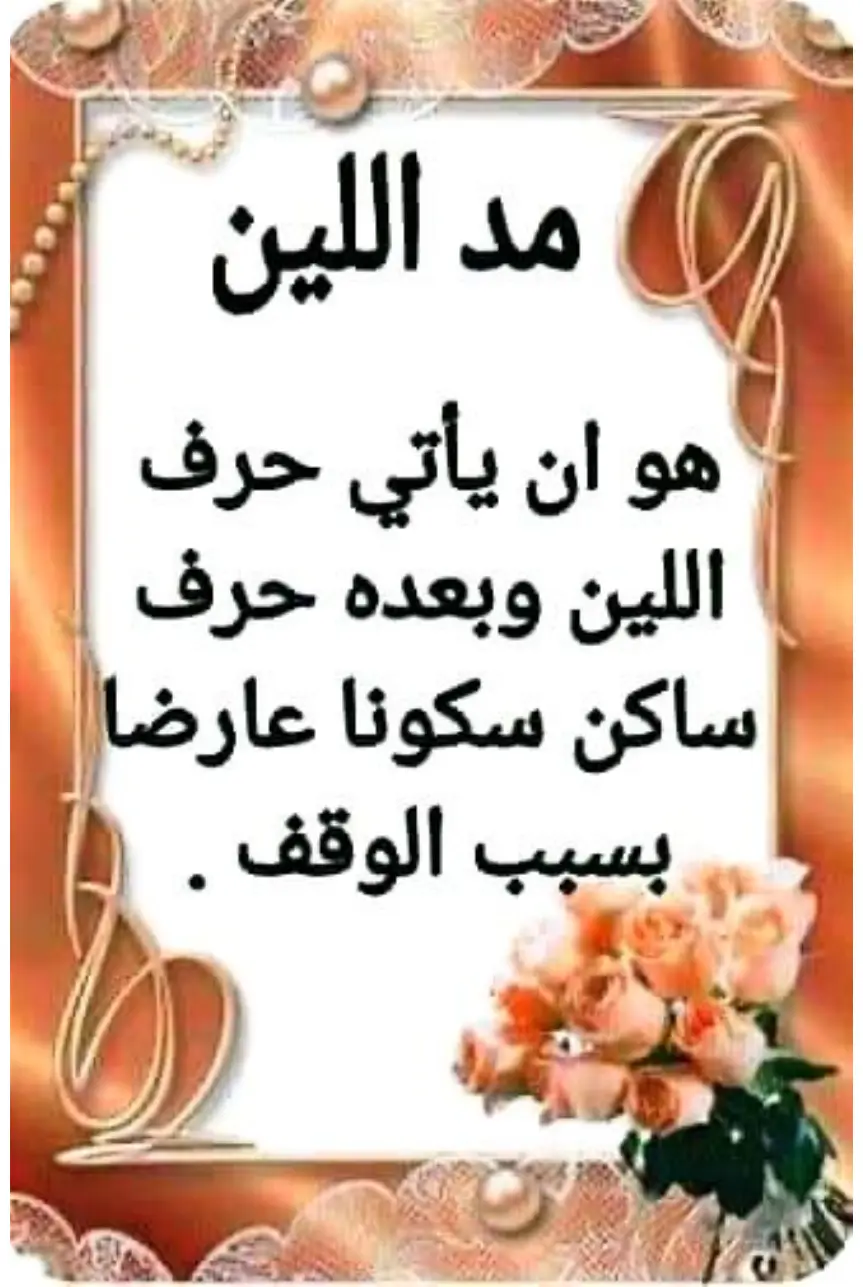 مد اللين
هو ان يأتي حرف
اللين وبعده حرف
ساكن سكونا عارضا
بسبب الوقف .